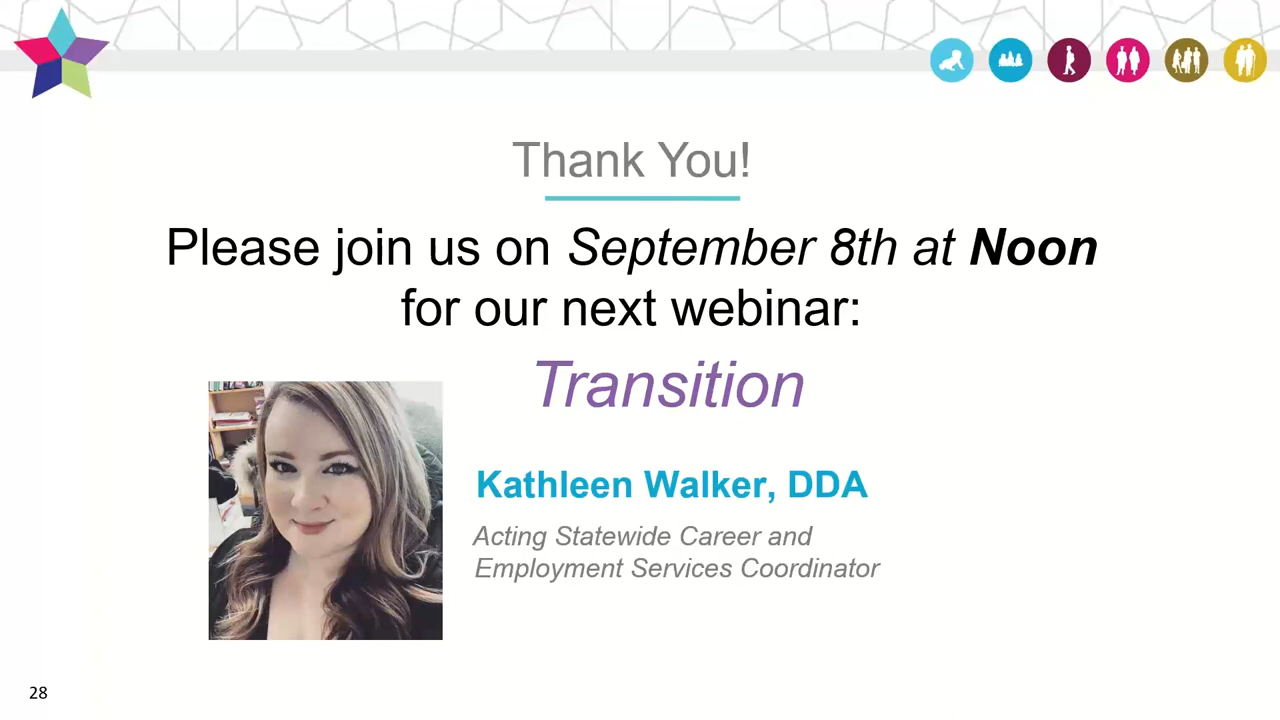 Thank You!
Please join us on September 8th at Noon
for our next webinar:
Transition
Kathleen Walker, DDA
Acting Statewide Career and
Employment Services Coordinator
28